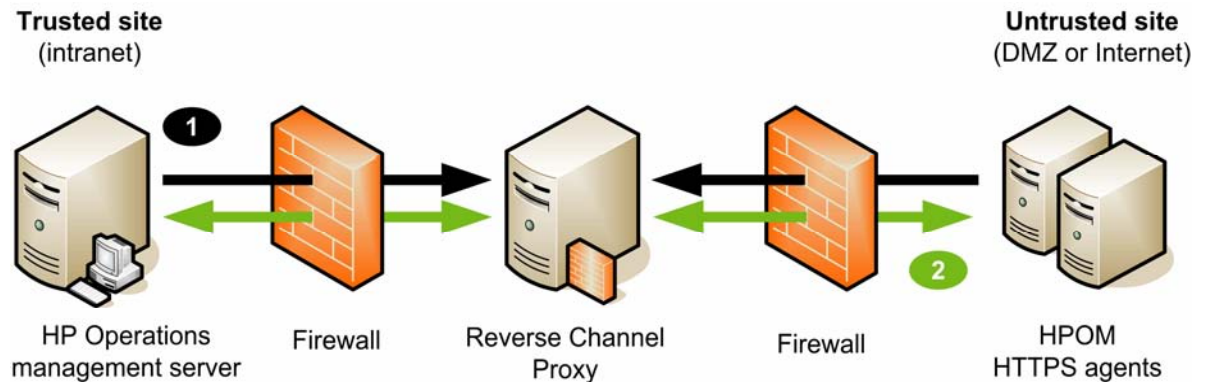 Trusted site
(intranet)
Untrusted site
(DMZ or Internet)
1
2
HP Operations
management server
Firewall
Reverse Channel
Proxy
Firewall
HPOM
HTTPS agents